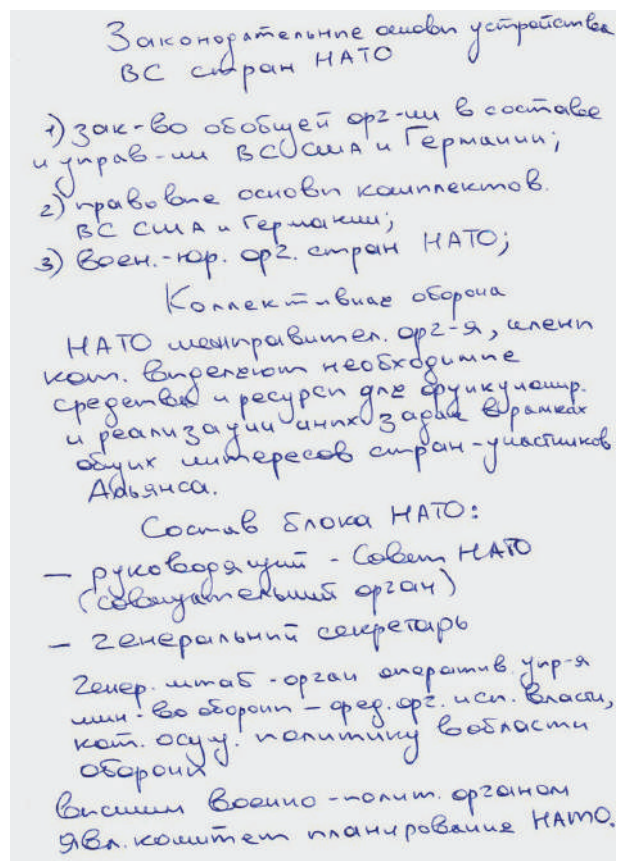 Законодательные основы устройства
ВС стран НАТО
1) зак-во об общей орг-ии в составе
и управ-ии ВС США и Германии;
2) правовые основы комплектов.
ВС США и Германии;
3) воен.-юр. орг. стран НАТО;
Коллективная оборона
НАТО межправител. орг-я, члены
кот. выделяют необходимые
средства и ресурсы для функционир.
и реализации иных задач в рамках
общих интересов стран-участников
Альянса.
Состав блока НАТО:
— руководящий - Совет НАТО
(совещательный орган)
— генеральный секретарь
Генер. штаб - орган оператив. упр-я
мин-во обороны – фед. орг. исп. власти,
кот. осущ. политику в области
обороны
Высшим военно-полит. органом
явл. комитет планирования НАТО.